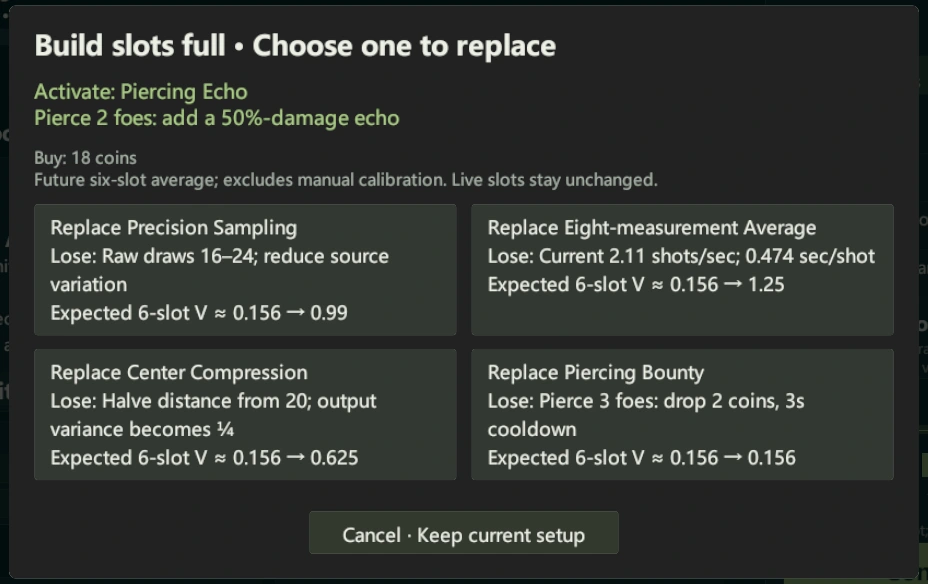 Build slots full • Choose one to replace
Activate: Piercing Echo
Pierce 2 foes: add a 50%-damage echo
Buy: 18 coins
Future six-slot average; excludes manual calibration. Live slots stay unchanged.
Replace Precision Sampling
Lose: Raw draws 16–24; reduce source
variation
Expected 6-slot V ≈ 0.156 → 0.99
Replace Eight-measurement Average
Lose: Current 2.11 shots/sec; 0.474 sec/shot
Expected 6-slot V ≈ 0.156 → 1.25
Replace Center Compression
Lose: Halve distance from 20; output
variance becomes ¼
Expected 6-slot V ≈ 0.156 → 0.625
Replace Piercing Bounty
Lose: Pierce 3 foes: drop 2 coins, 3s
cooldown
Expected 6-slot V ≈ 0.156 → 0.156
Cancel · Keep current setup